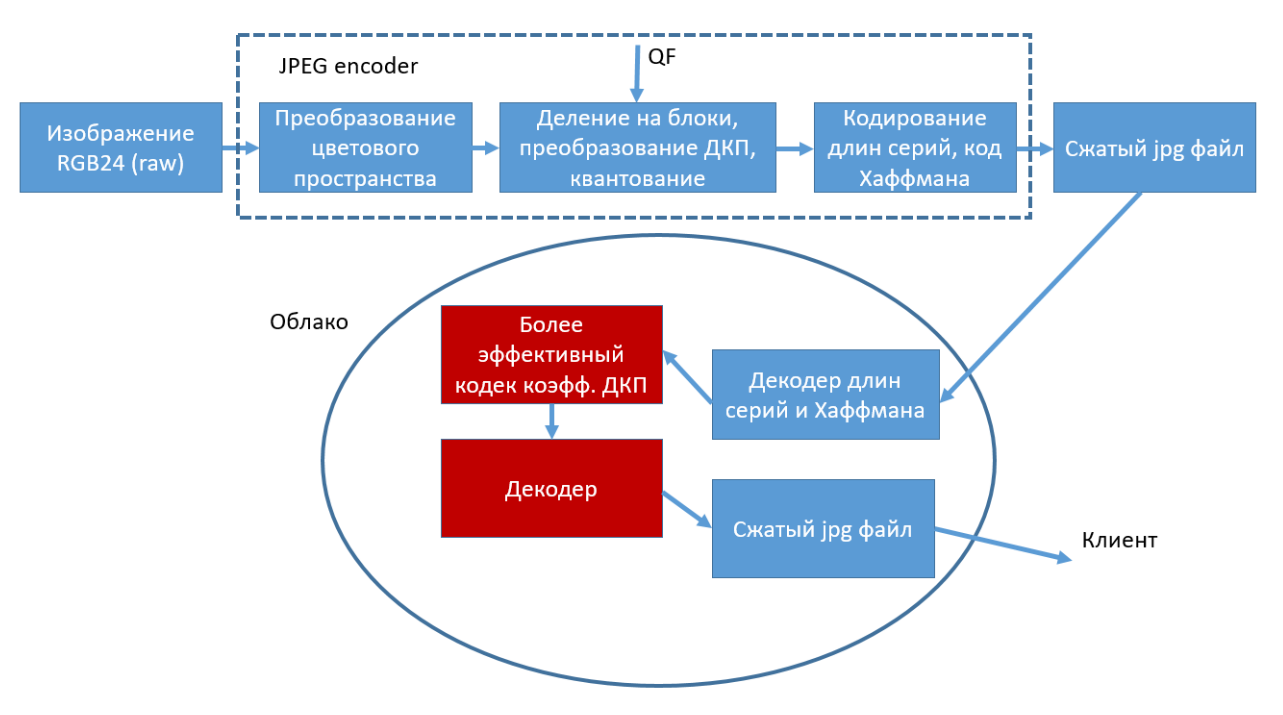 JPEG encoder
QF
Изображение
RGB24 (raw)
Преобразование
цветового
пространства
Деление на блоки,
преобразование ДКП,
квантование
Кодирование
длин серий, код
Хаффмана
Сжатый jpg файл
Облако
Более
эффективный
кодек коэфф. ДКП
Декодер длин
серий и Хаффмана
Декодер
Сжатый jpg файл
Клиент